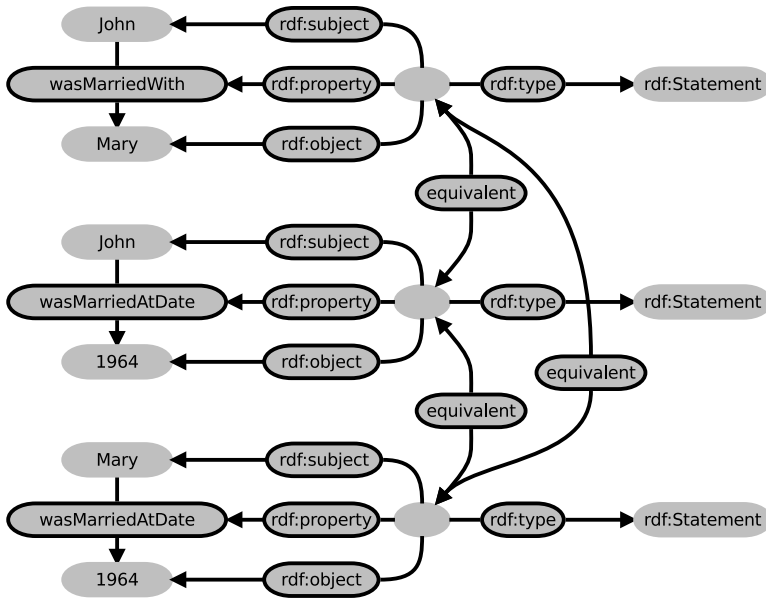 John
rdf:subject
wasMarriedWith
rdf:property
rdf:type
rdf:Statement
Mary
rdf:object
equivalent
John
rdf:subject
wasMarriedAtDate
rdf:property
rdf:type
rdf:Statement
1964
rdf:object
equivalent
equivalent
Mary
rdf:subject
wasMarriedAtDate
rdf:property
rdf:type
rdf:Statement
1964
rdf:object